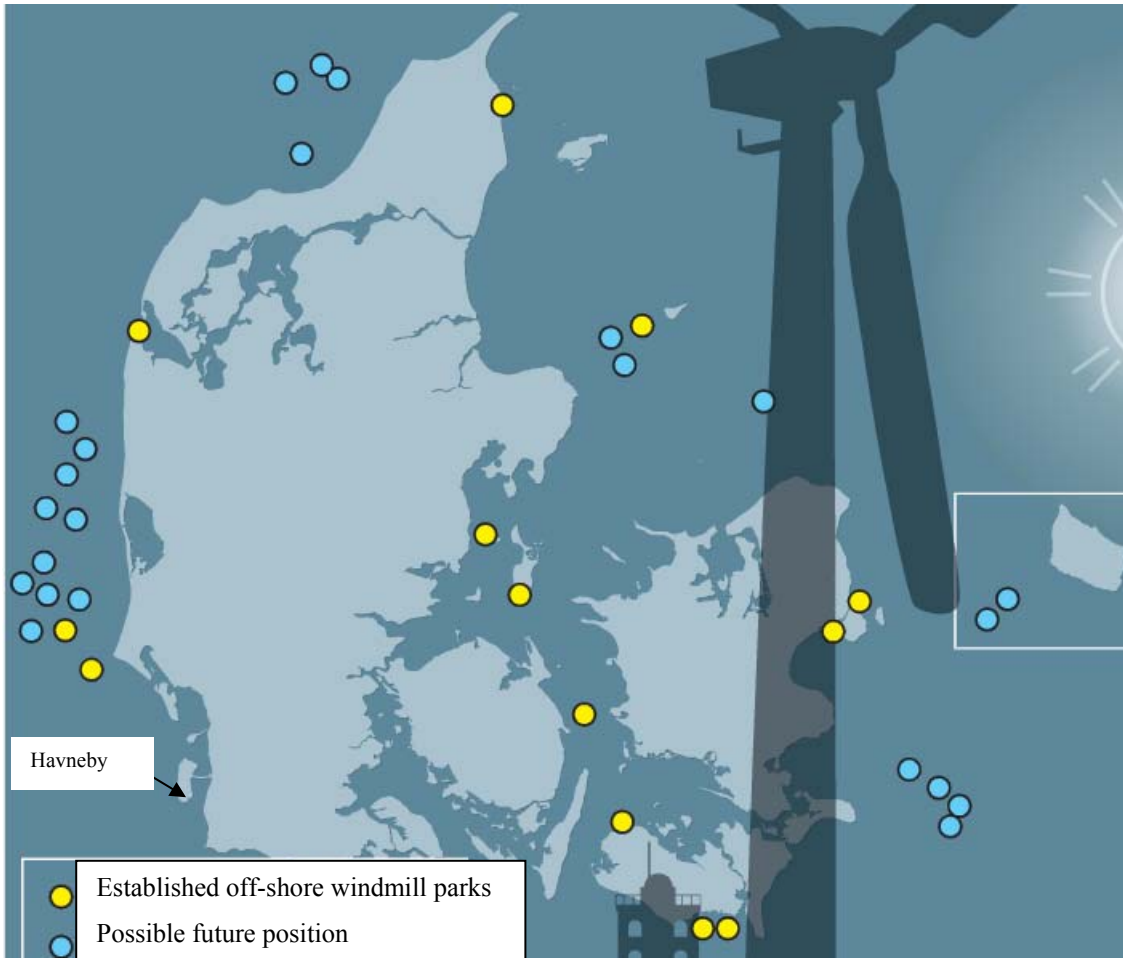 Havneby
Established off-shore windmill parks
Possible future position